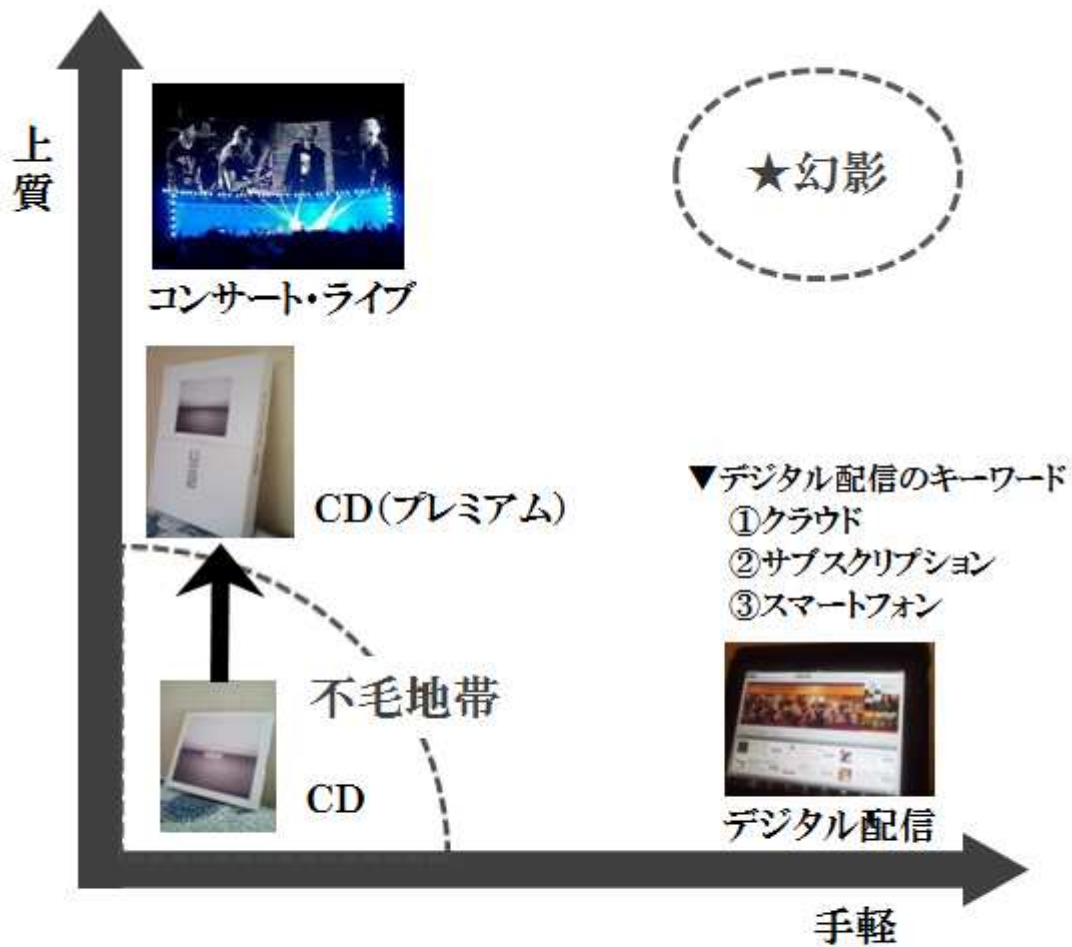 上質
★幻影
コンサート・ライブ
CD(プレミアム)
▼デジタル配信のキーワード
①クラウド
②サブスクリプション
③スマートフォン
不毛地帯
CD
デジタル配信
手軽